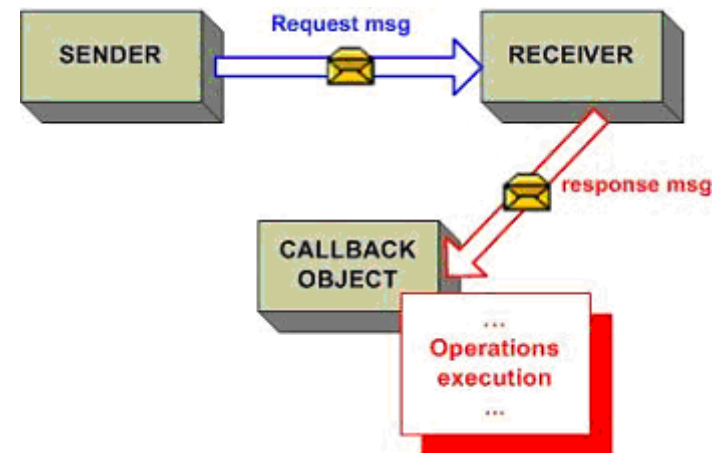 Request msg
SENDER
RECEIVER
response msg
CALLBACK
OBJECT
...
Operations
execution
...